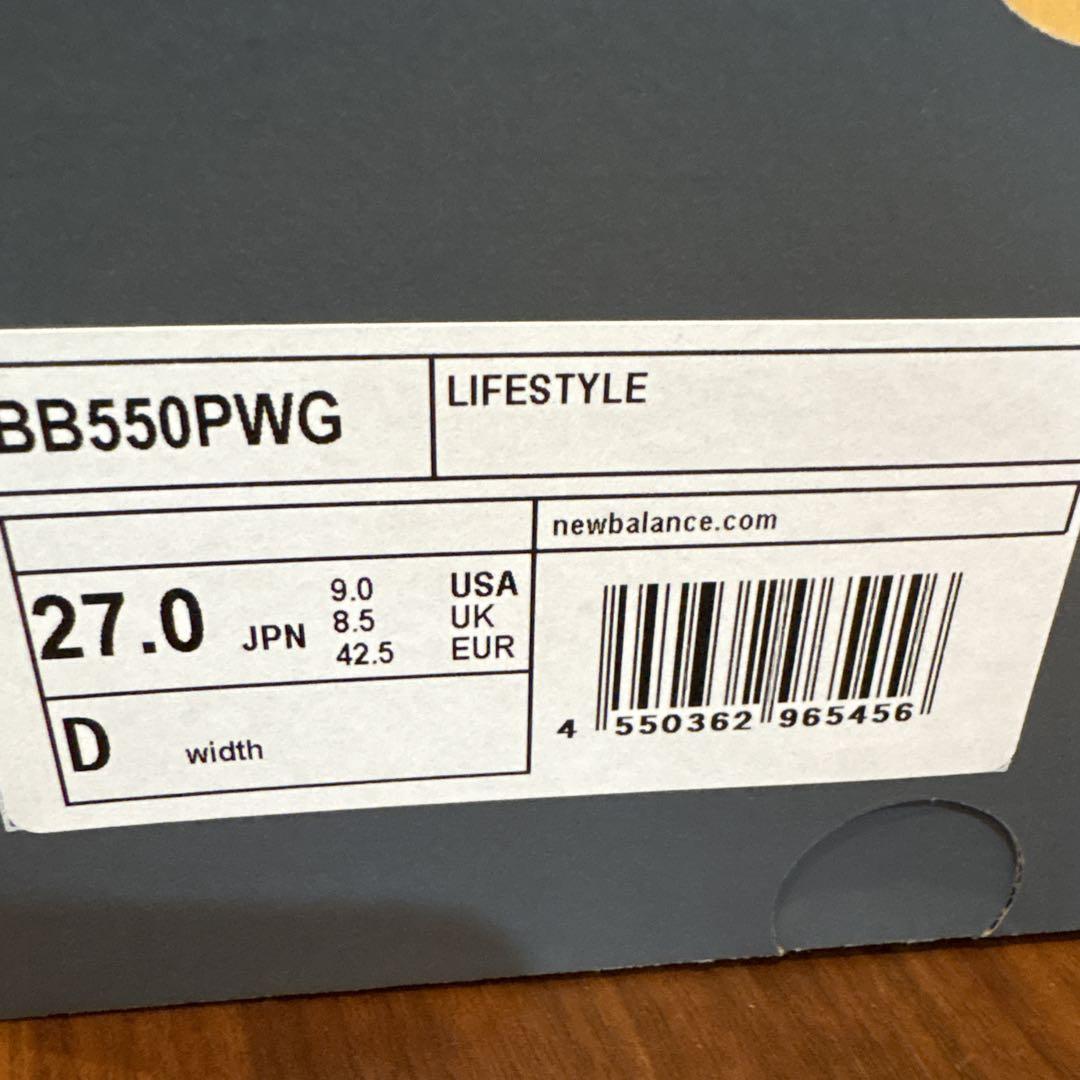 BB550PWG
LIFESTYLE
newbalance.com
27.0 JPN
9.0 USA
8.5 UK
42.5 EUR
D width
4 550362 965456